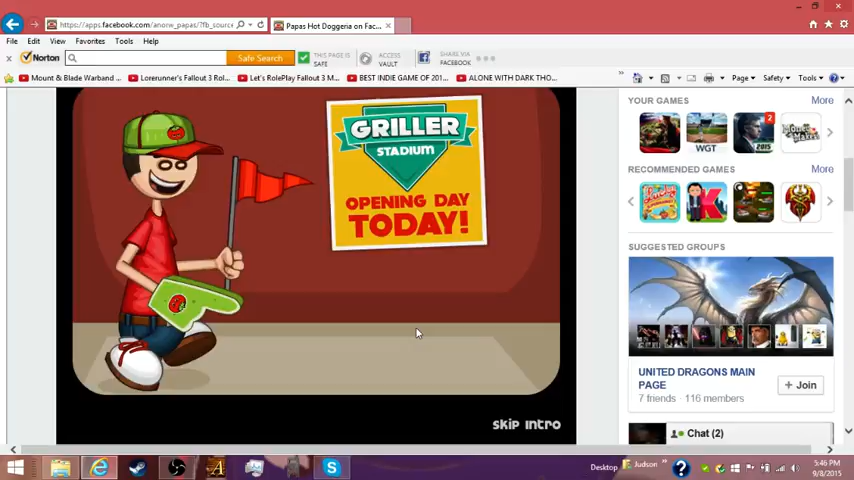 https://apps.facebook.com/anorw_papas/?fb_source
Papas Hot Doggeria on Fac...
File Edit View Favorites Tools Help
Norton
Safe Search
THIS PAGE IS
SAFE
ACCESS
VAULT
SHARE VIA
FACEBOOK
Mount & Blade Warband ...
Lorerunner's Fallout 3 Rol...
Let's RolePlay Fallout 3 M...
BEST INDIE GAME OF 201...
ALONE WITH DARK THO...
Page
Safety
Tools
GRILLER
STADIUM
OPENING DAY
TODAY!
skip intro
YOUR GAMES
More
WGT
2
2015
RECOMMENDED GAMES
More
SUGGESTED GROUPS
UNITED DRAGONS MAIN
PAGE
7 friends · 116 members
+ Join
Chat (2)
Desktop
Judson
5:46 PM
9/8/2015